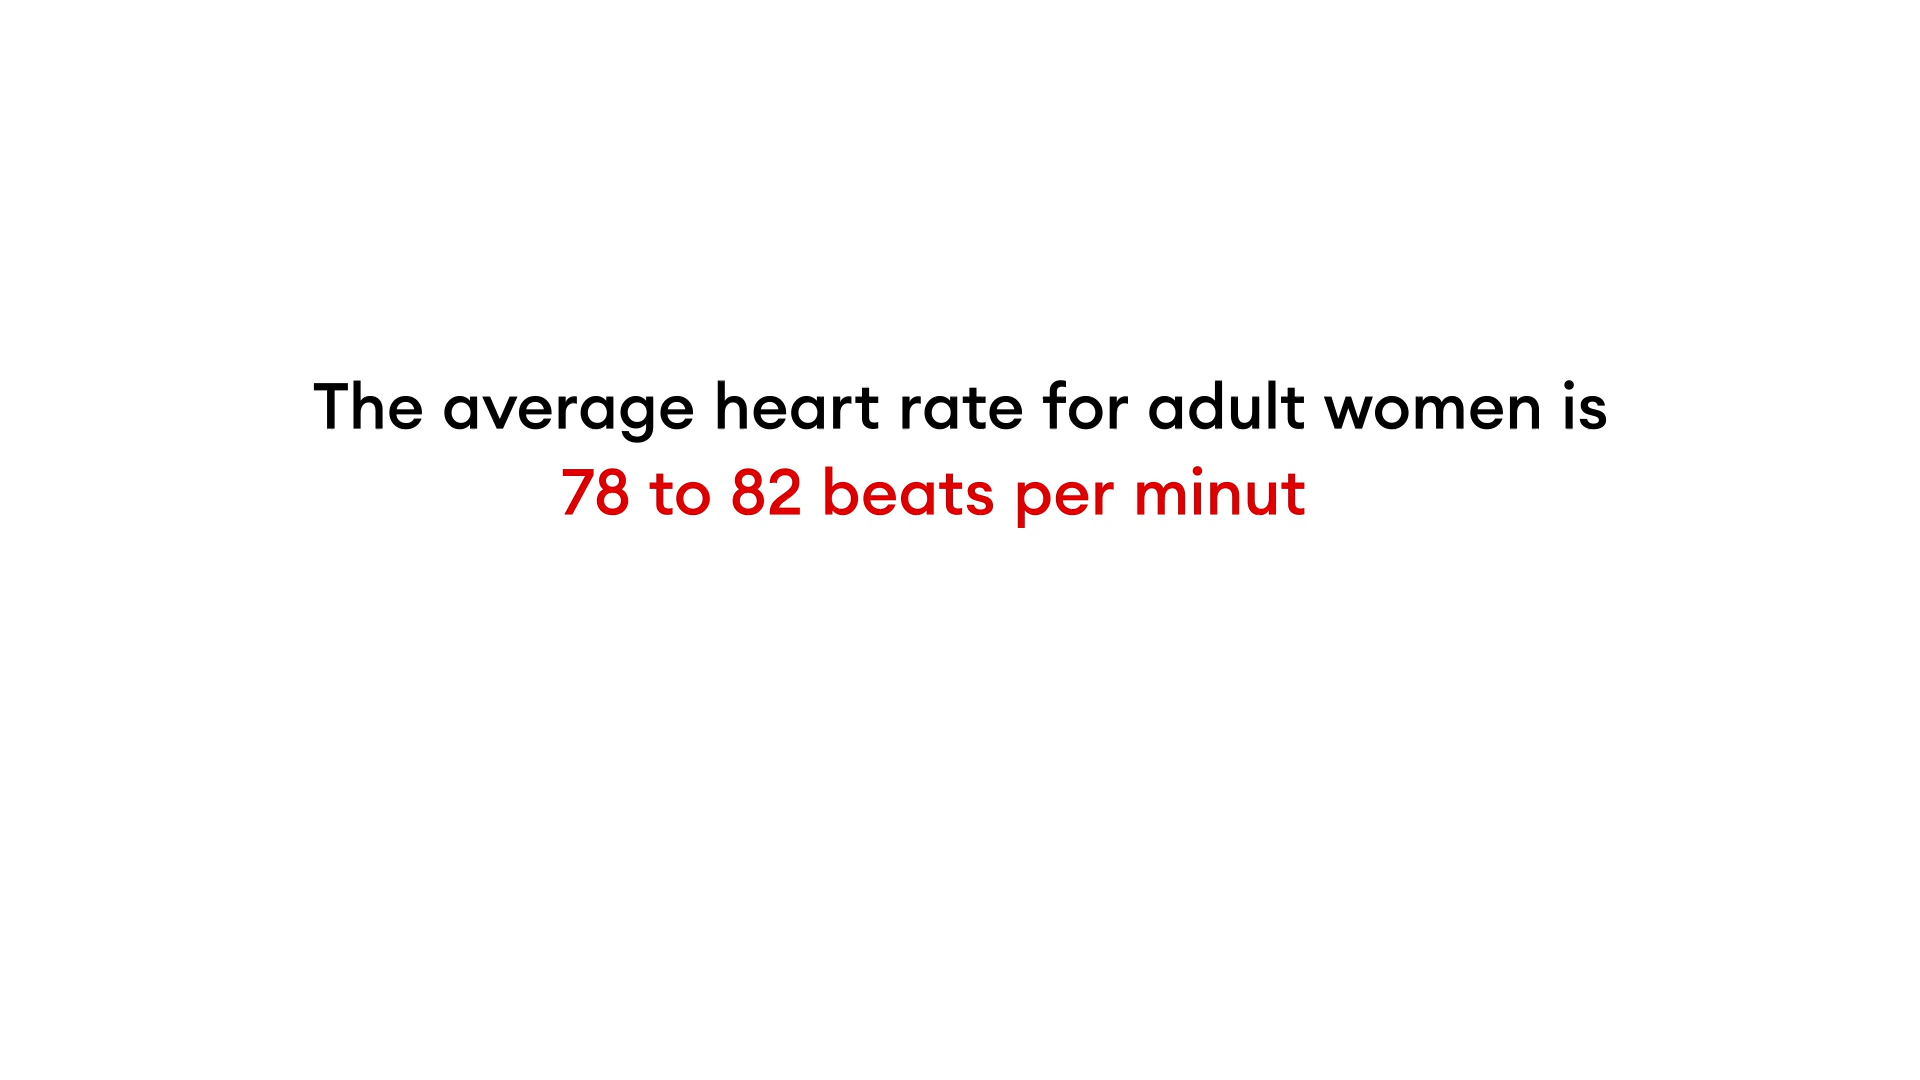 The average heart rate for adult women is
78 to 82 beats per minut